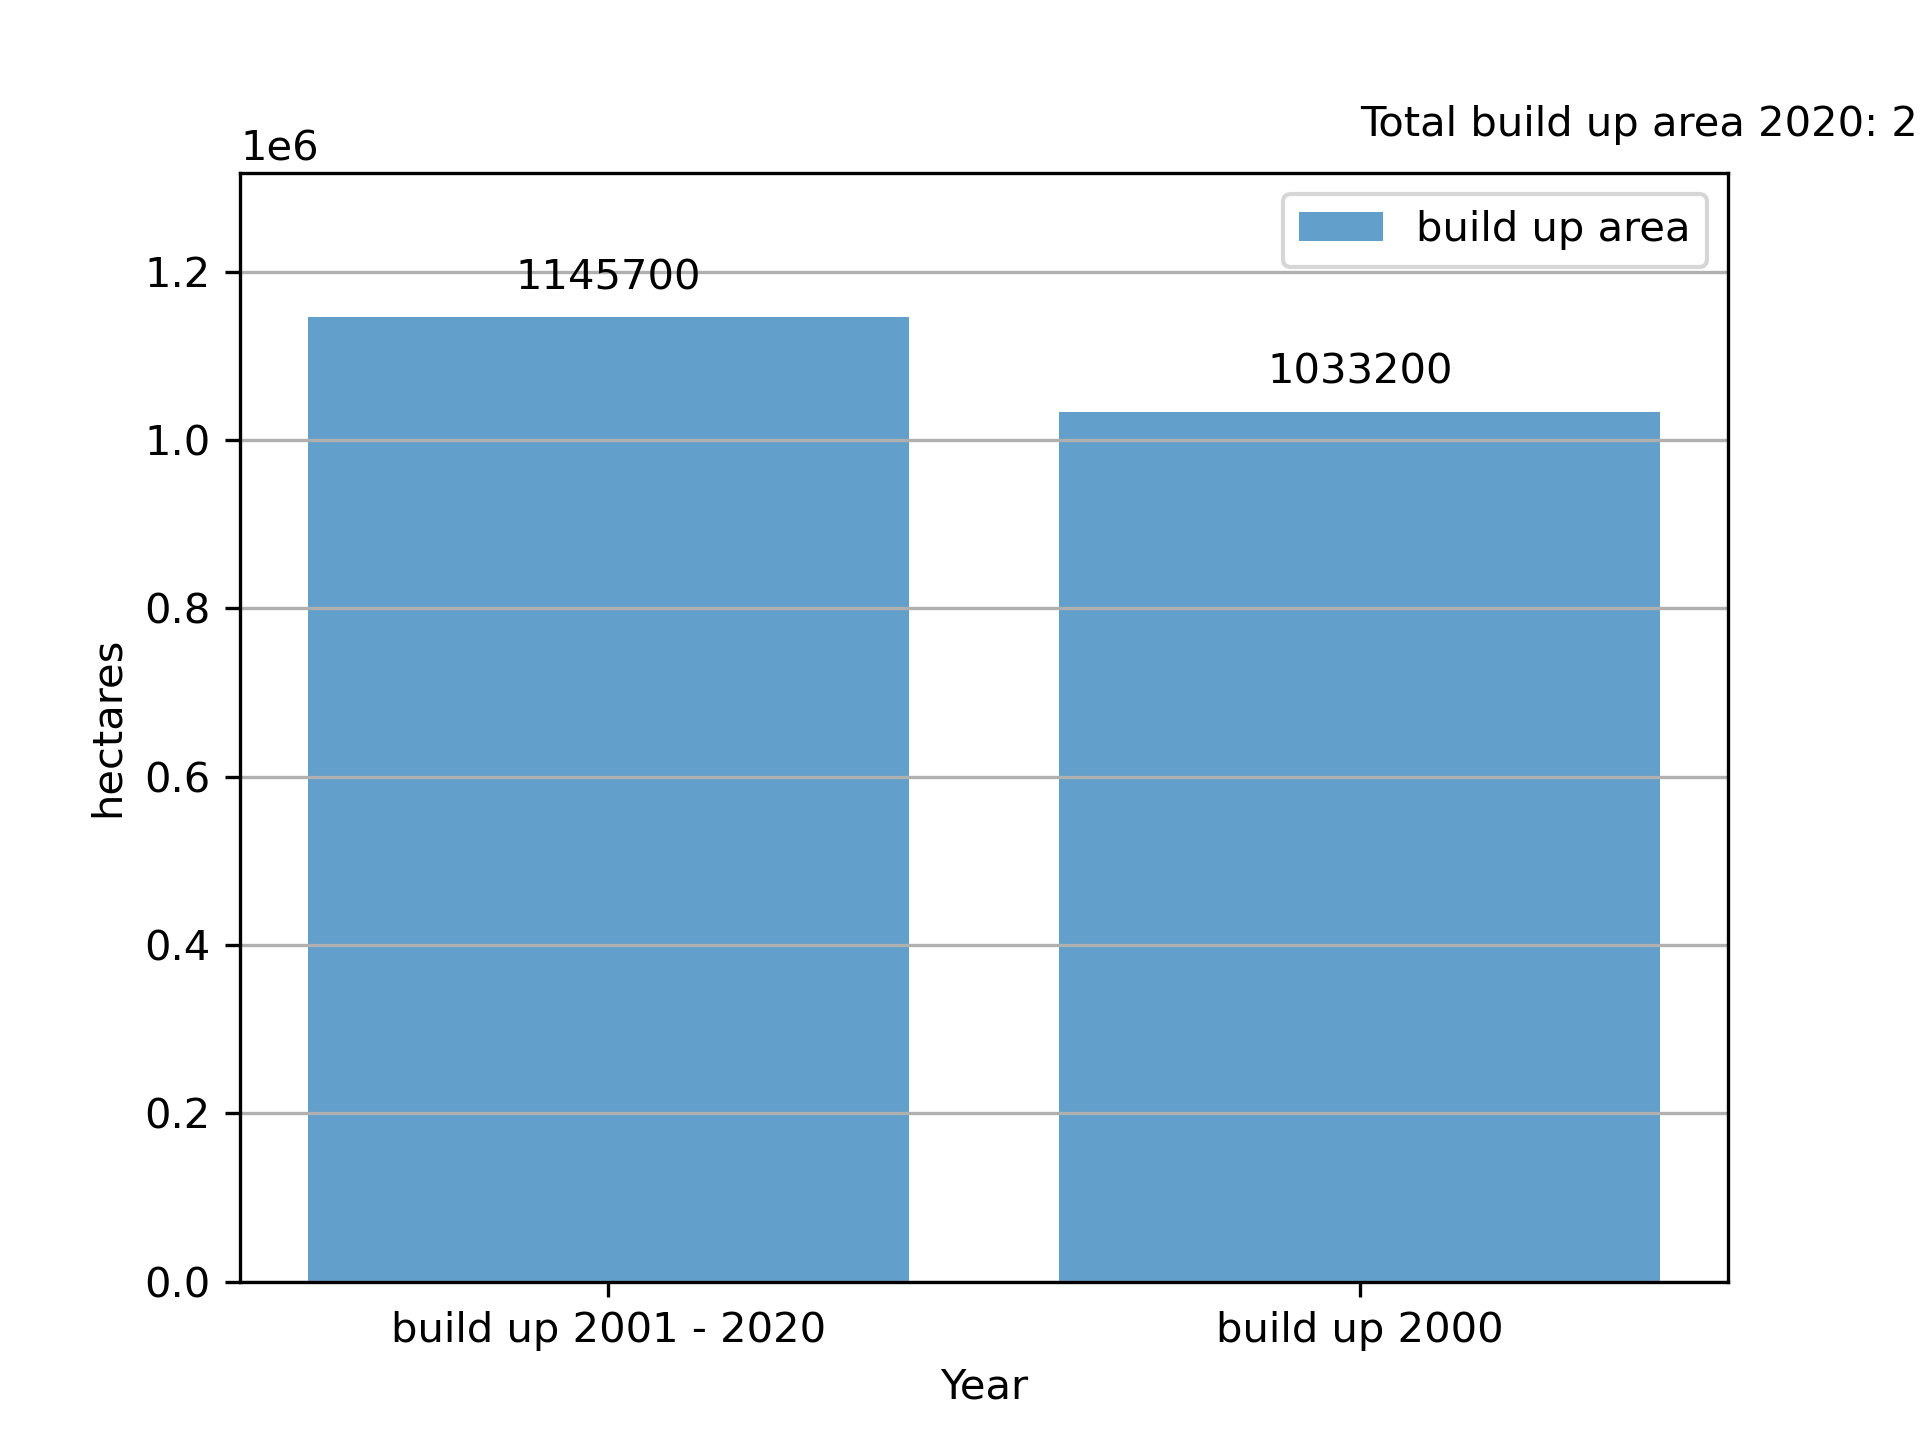 Total build up area 2020: 2
1e6
build up area
1.2
1145700
1033200
1.0
0.8
0.6
0.4
0.2
0.0
hectares
build up 2001 - 2020
build up 2000
Year